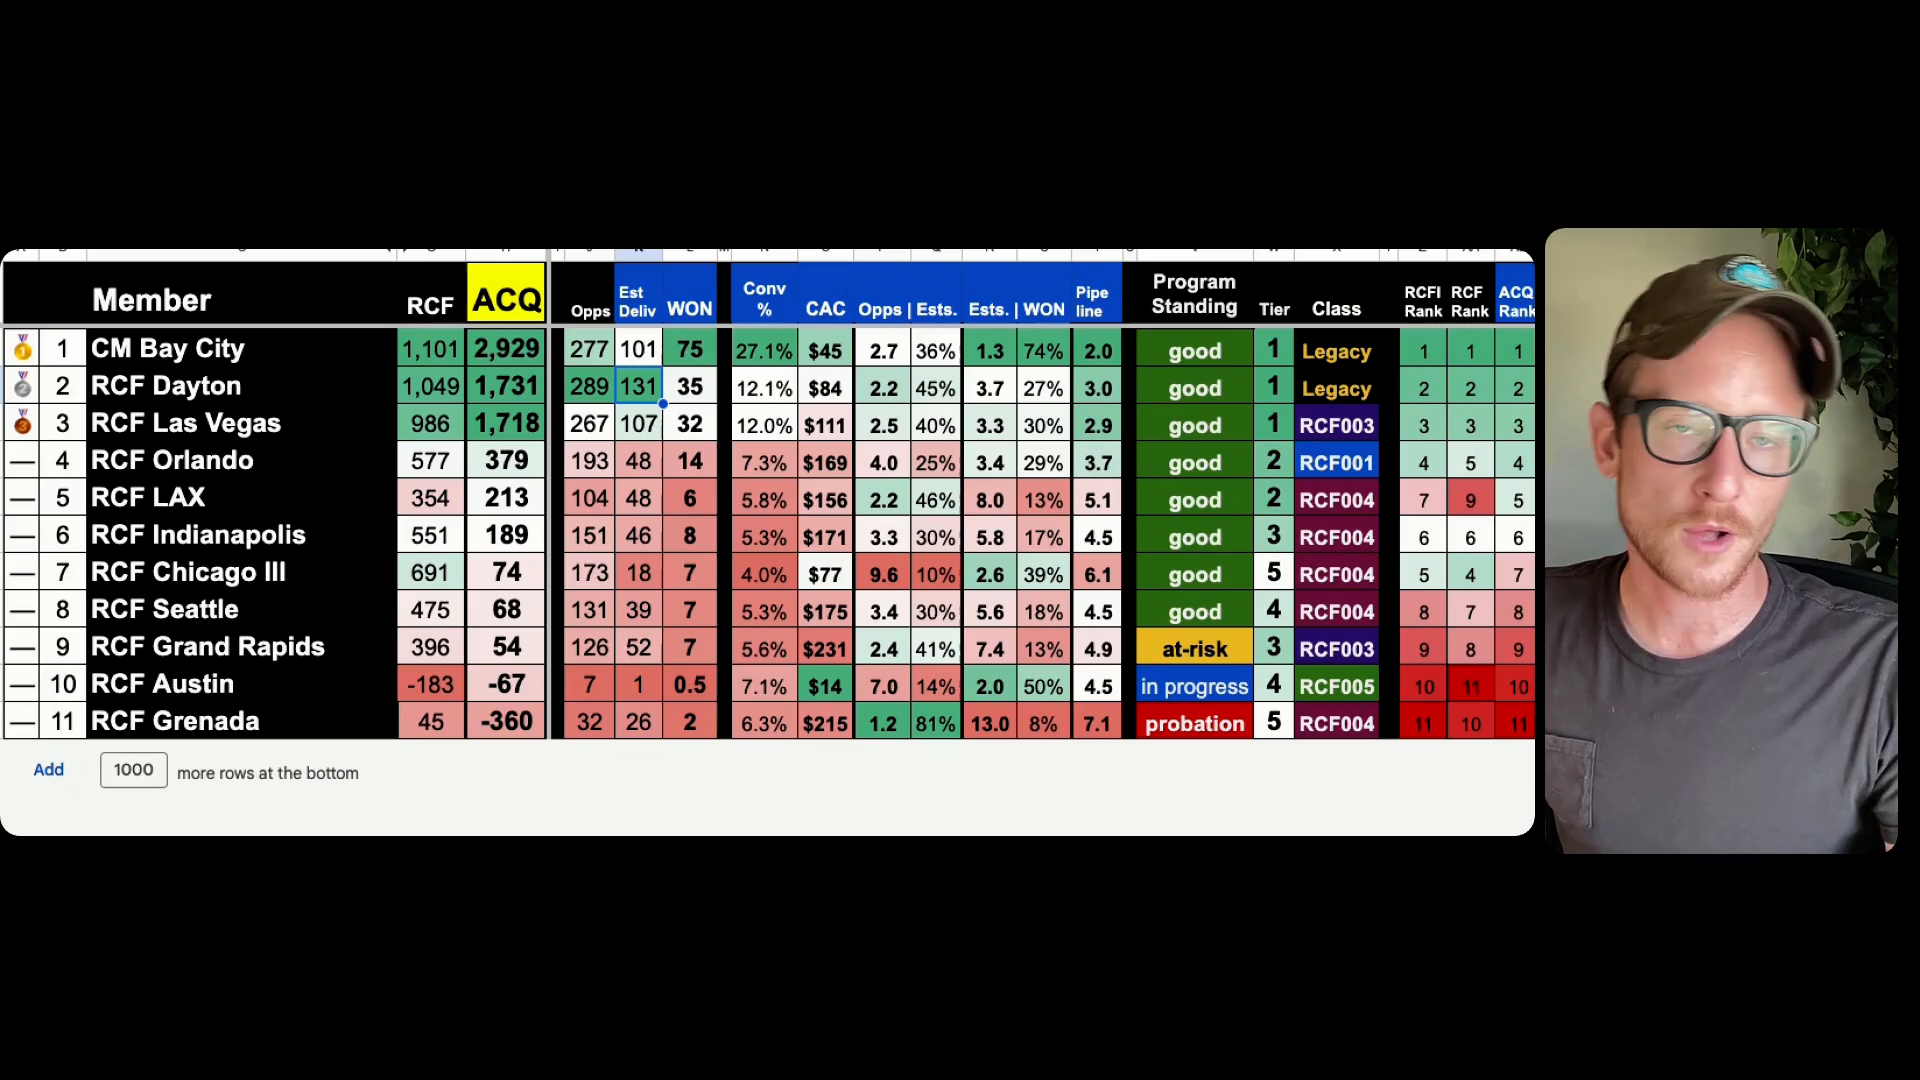 Member RCF ACQ Opps Est Deliv WON Conv % CAC Opps | Ests. Ests. | WON Pipe line Program Standing Tier Class RCFI Rank RCF Rank ACQ Rank
1 CM Bay City 1,101 2,929 277 101 75 27.1% $45 2.7 36% 1.3 74% 2.0 good 1 Legacy 1 1 1
2 RCF Dayton 1,049 1,731 289 131 35 12.1% $84 2.2 45% 3.7 27% 3.0 good 1 Legacy 2 2 2
3 RCF Las Vegas 986 1,718 267 107 32 12.0% $111 2.5 40% 3.3 30% 2.9 good 1 RCF003 3 3 3
— 4 RCF Orlando 577 379 193 48 14 7.3% $169 4.0 25% 3.4 29% 3.7 good 2 RCF001 4 5 4
— 5 RCF LAX 354 213 104 48 6 5.8% $156 2.2 46% 8.0 13% 5.1 good 2 RCF004 7 9 5
— 6 RCF Indianapolis 551 189 151 46 8 5.3% $171 3.3 30% 5.8 17% 4.5 good 3 RCF004 6 6 6
— 7 RCF Chicago III 691 74 173 18 7 4.0% $77 9.6 10% 2.6 39% 6.1 good 5 RCF004 5 4 7
— 8 RCF Seattle 475 68 131 39 7 5.3% $175 3.4 30% 5.6 18% 4.5 good 4 RCF004 8 7 8
— 9 RCF Grand Rapids 396 54 126 52 7 5.6% $231 2.4 41% 7.4 13% 4.9 at-risk 3 RCF003 9 8 9
— 10 RCF Austin -183 -67 7 1 0.5 7.1% $14 7.0 14% 2.0 50% 4.5 in progress 4 RCF005 10 11 10
— 11 RCF Grenada 45 -360 32 26 2 6.3% $215 1.2 81% 13.0 8% 7.1 probation 5 RCF004 11 10 11
Add 1000 more rows at the bottom